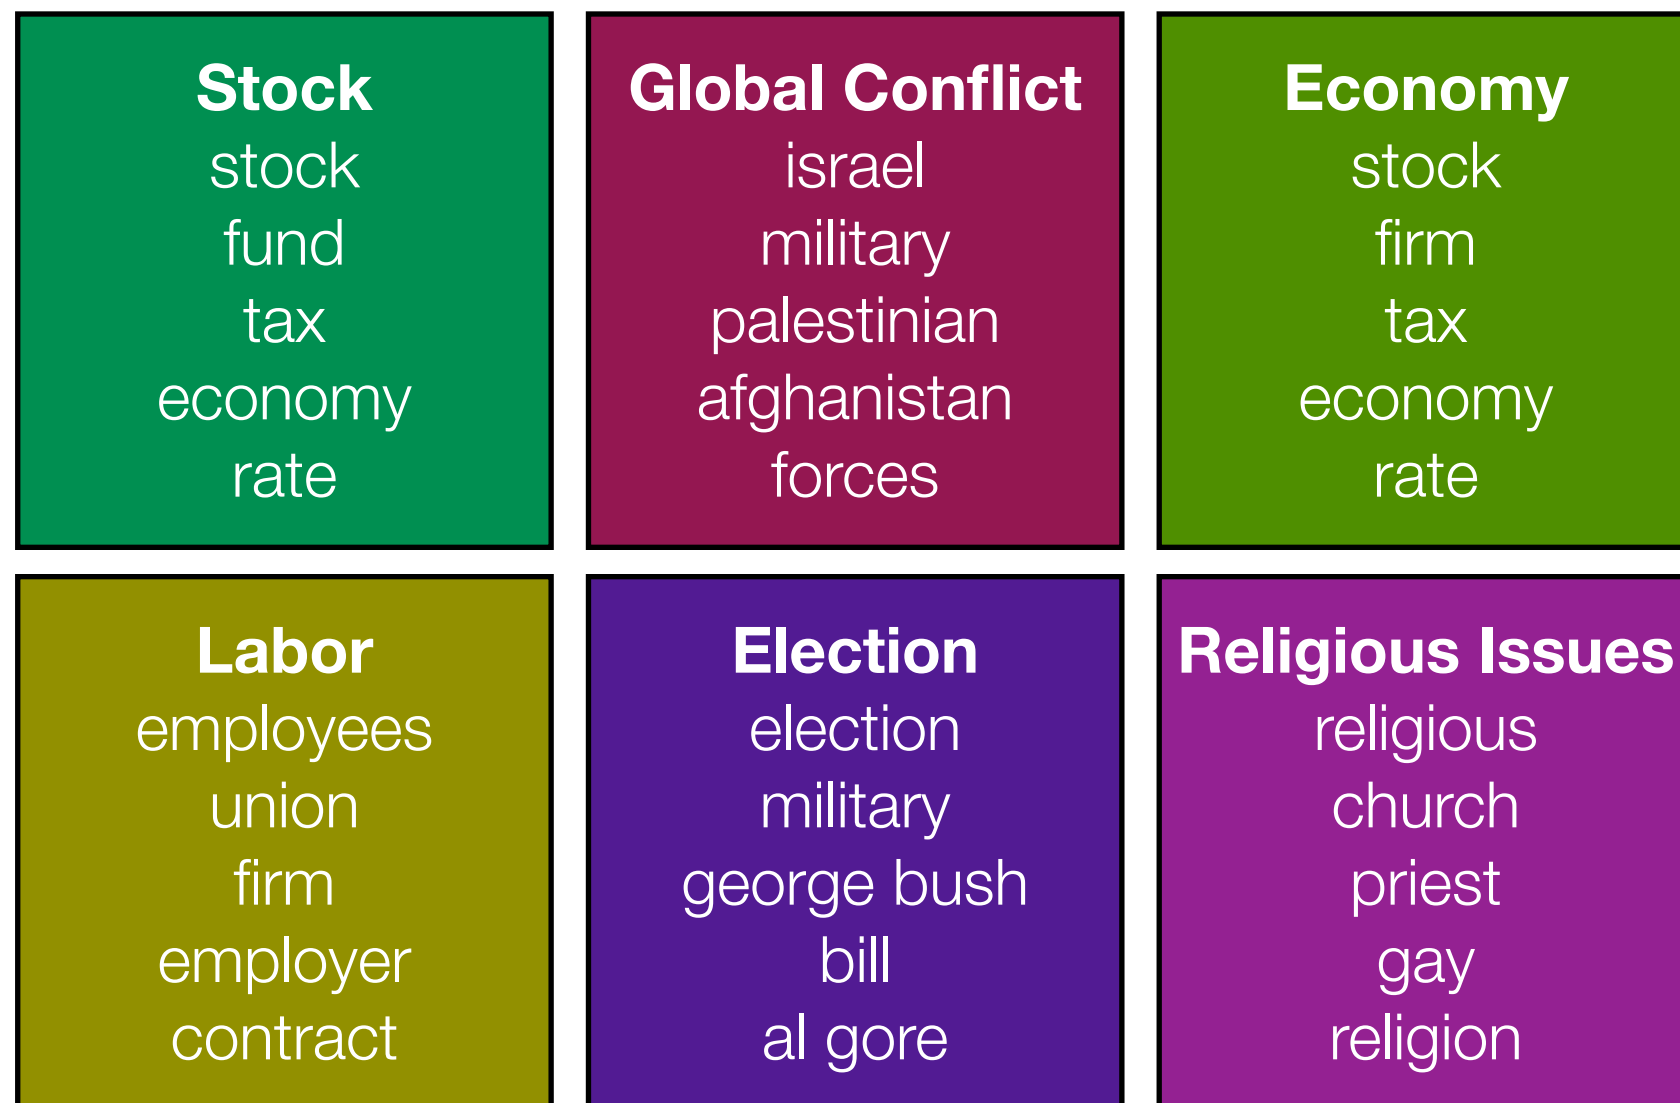 Stock
stock
fund
tax
economy
rate
Global Conflict
israel
military
palestinian
afghanistan
forces
Economy
stock
firm
tax
economy
rate
Labor
employees
union
firm
employer
contract
Election
election
military
george bush
bill
al gore
Religious Issues
religious
church
priest
gay
religion